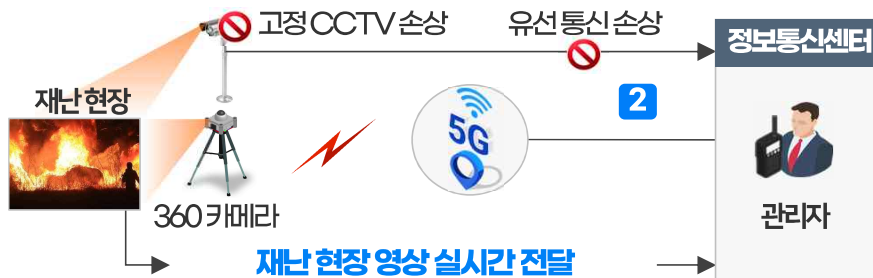 고정 CCTV 손상
유선 통신 손상
정보통신센터
재난 현장
2
5G
360 카메라
관리자
재난 현장 영상 실시간 전달